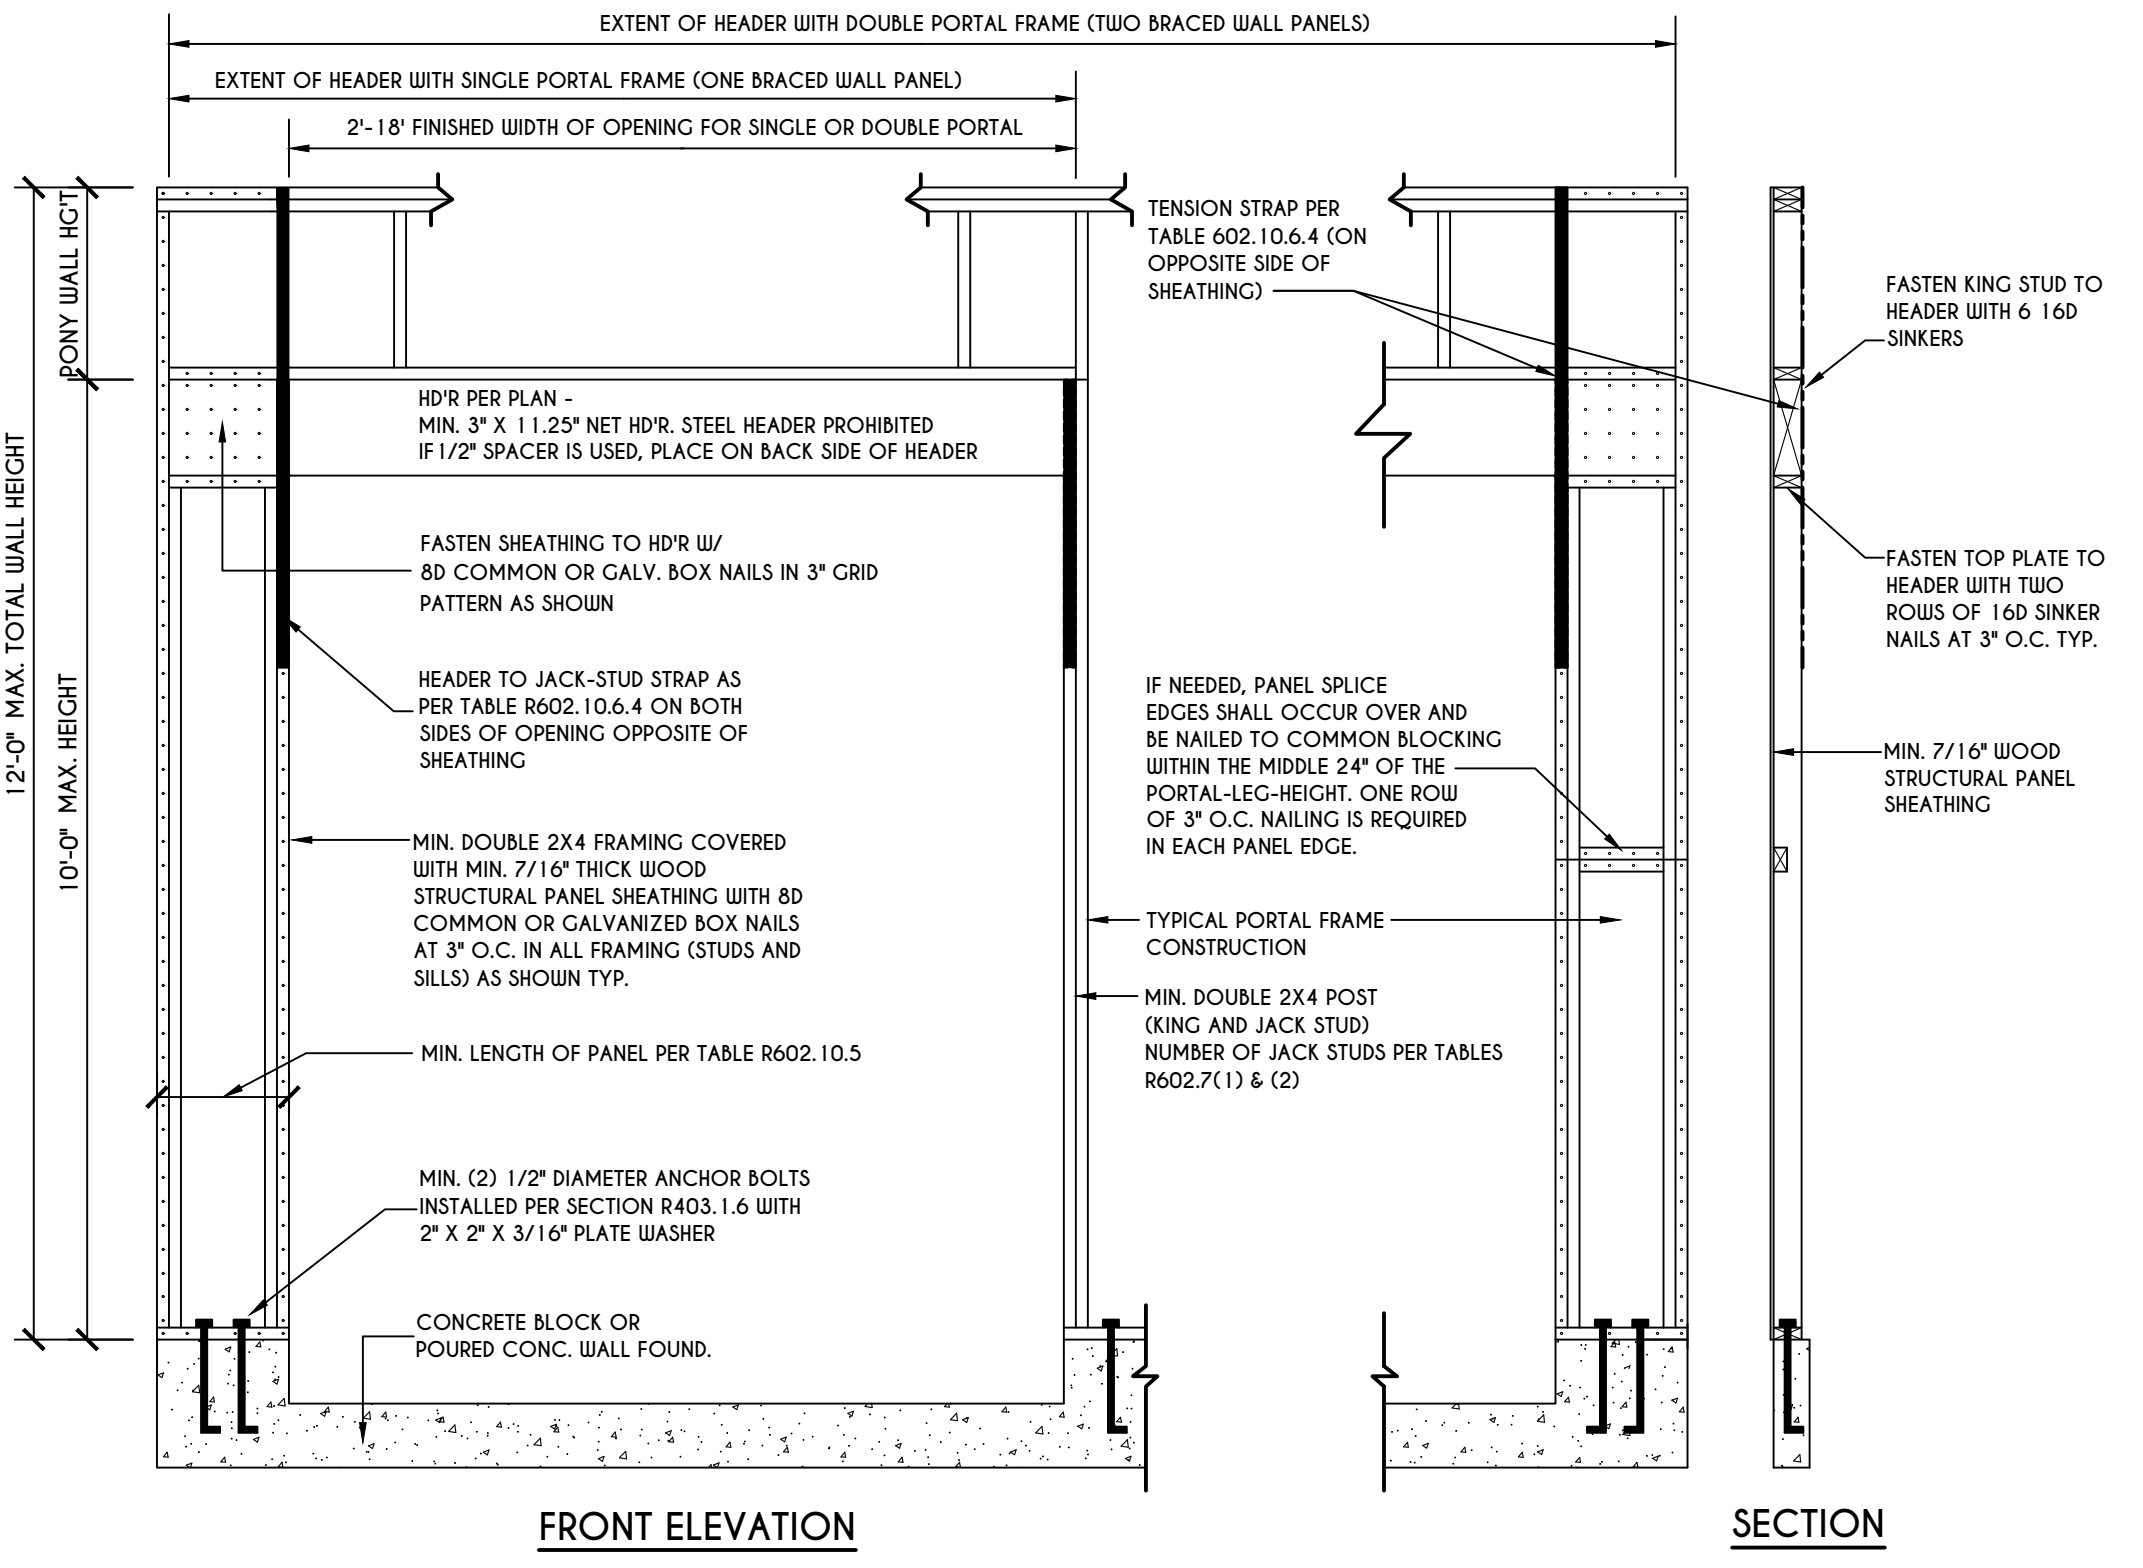 EXTENT OF HEADER WITH DOUBLE PORTAL FRAME (TWO BRACED WALL PANELS)
EXTENT OF HEADER WITH SINGLE PORTAL FRAME (ONE BRACED WALL PANEL)
2'-18' FINISHED WIDTH OF OPENING FOR SINGLE OR DOUBLE PORTAL
12'-0" MAX. TOTAL WALL HEIGHT
PONY WALL HG'T
10'-0" MAX. HEIGHT
HD'R PER PLAN -
MIN. 3" X 11.25" NET HD'R. STEEL HEADER PROHIBITED
IF 1/2" SPACER IS USED, PLACE ON BACK SIDE OF HEADER
FASTEN SHEATHING TO HD'R W/
8D COMMON OR GALV. BOX NAILS IN 3" GRID
PATTERN AS SHOWN
HEADER TO JACK-STUD STRAP AS
PER TABLE R602.10.6.4 ON BOTH
SIDES OF OPENING OPPOSITE OF
SHEATHING
MIN. DOUBLE 2X4 FRAMING COVERED
WITH MIN. 7/16" THICK WOOD
STRUCTURAL PANEL SHEATHING WITH 8D
COMMON OR GALVANIZED BOX NAILS
AT 3" O.C. IN ALL FRAMING (STUDS AND
SILLS) AS SHOWN TYP.
MIN. LENGTH OF PANEL PER TABLE R602.10.5
MIN. (2) 1/2" DIAMETER ANCHOR BOLTS
INSTALLED PER SECTION R403.1.6 WITH
2" X 2" X 3/16" PLATE WASHER
CONCRETE BLOCK OR
POURED CONC. WALL FOUND.
TENSION STRAP PER
TABLE 602.10.6.4 (ON
OPPOSITE SIDE OF
SHEATHING)
IF NEEDED, PANEL SPLICE
EDGES SHALL OCCUR OVER AND
BE NAILED TO COMMON BLOCKING
WITHIN THE MIDDLE 24" OF THE
PORTAL-LEG-HEIGHT. ONE ROW
OF 3" O.C. NAILING IS REQUIRED
IN EACH PANEL EDGE.
TYPICAL PORTAL FRAME
CONSTRUCTION
MIN. DOUBLE 2X4 POST
(KING AND JACK STUD)
NUMBER OF JACK STUDS PER TABLES
R602.7(1) & (2)
FASTEN KING STUD TO
HEADER WITH 6 16D
SINKERS
FASTEN TOP PLATE TO
HEADER WITH TWO
ROWS OF 16D SINKER
NAILS AT 3" O.C. TYP.
MIN. 7/16" WOOD
STRUCTURAL PANEL
SHEATHING
FRONT ELEVATION
SECTION